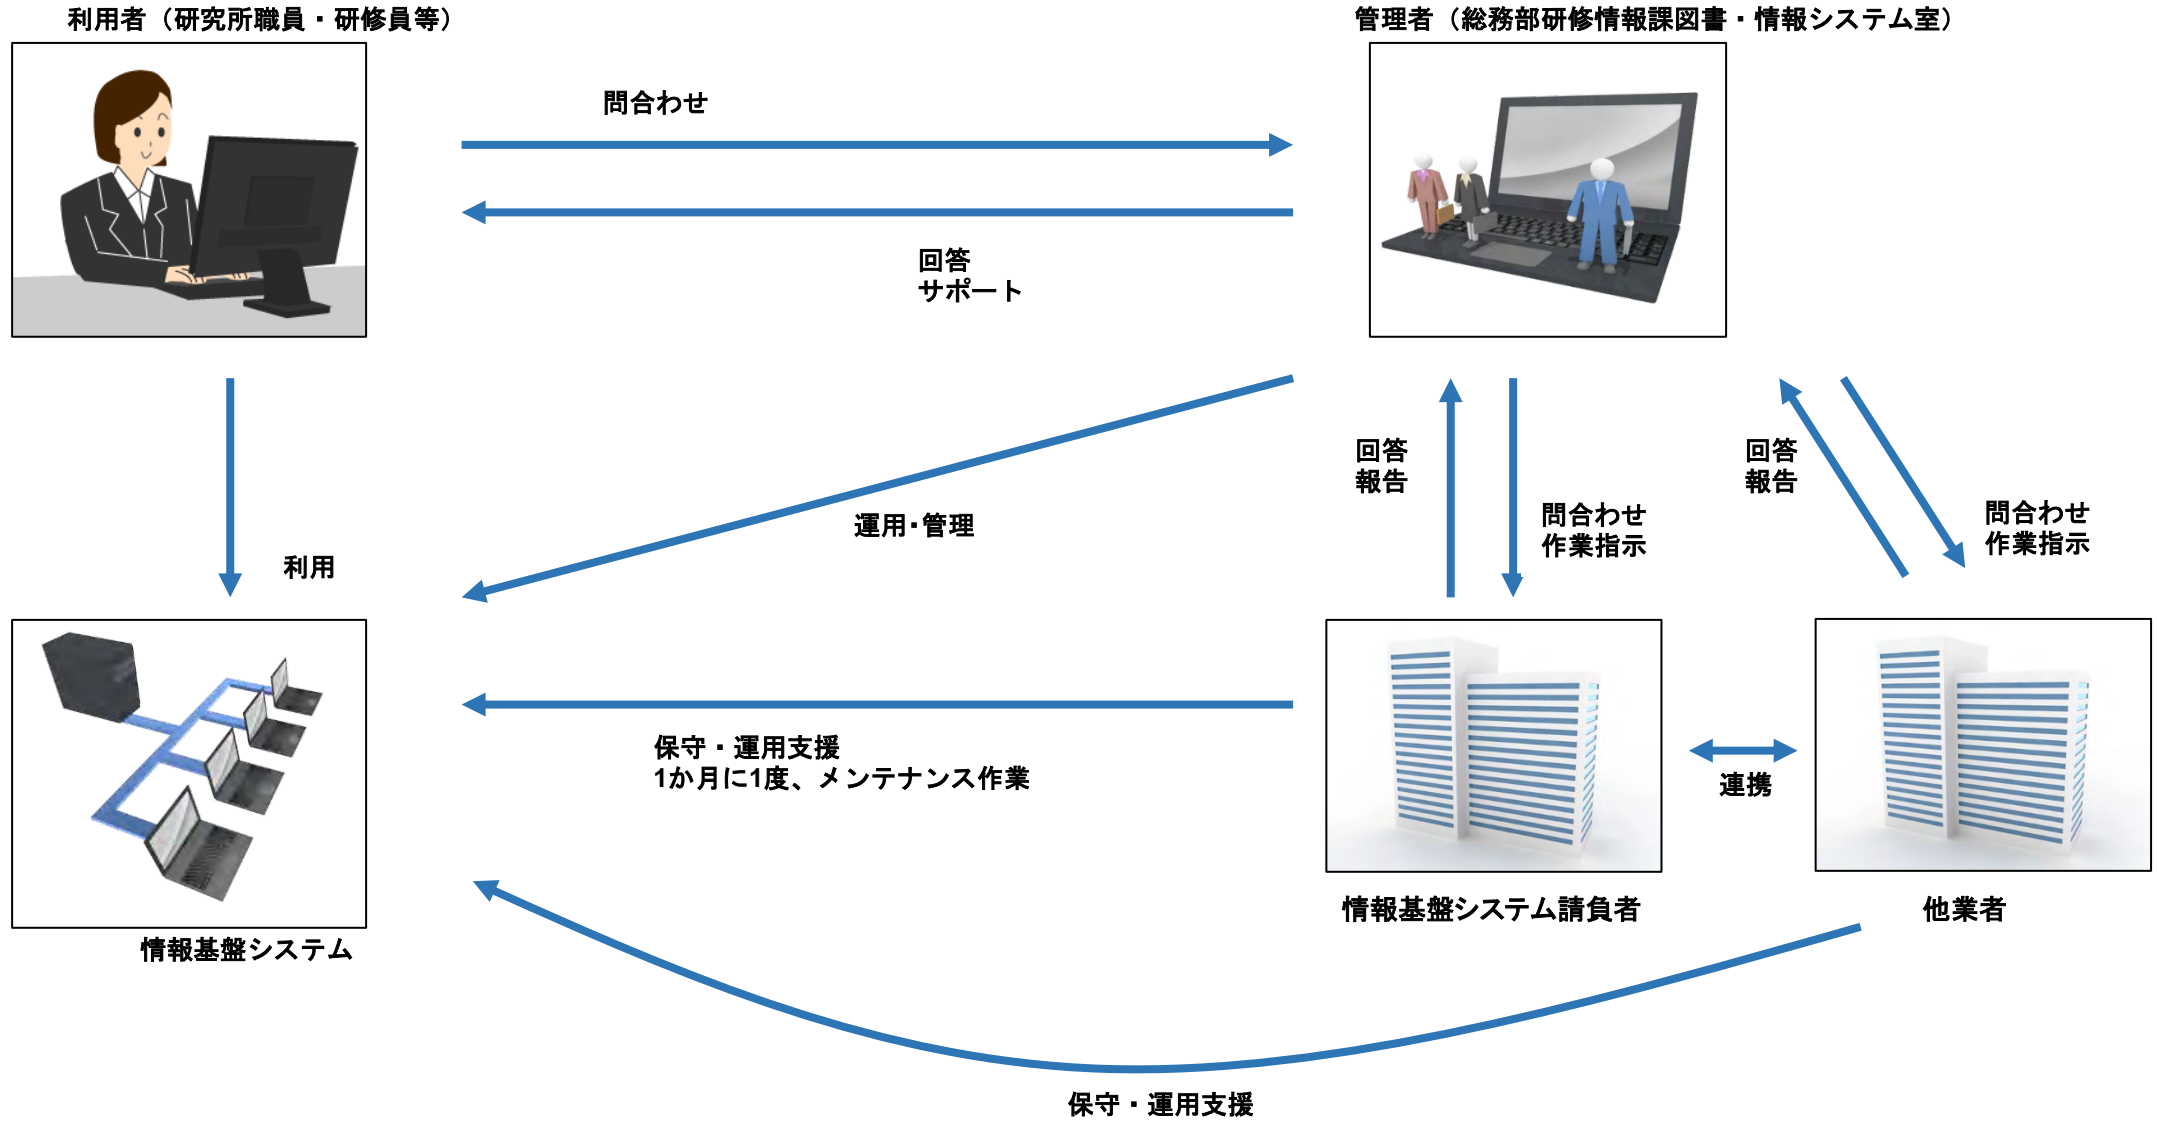 利用者（研究所職員・研修員等）
管理者（総務部研修情報課図書・情報システム室）
問合わせ
回答
サポート
回答
報告
問合わせ
作業指示
回答
報告
問合わせ
作業指示
運用・管理
利用
保守・運用支援
1か月に1度、メンテナンス作業
連携
情報基盤システム請負者
他業者
情報基盤システム
保守・運用支援